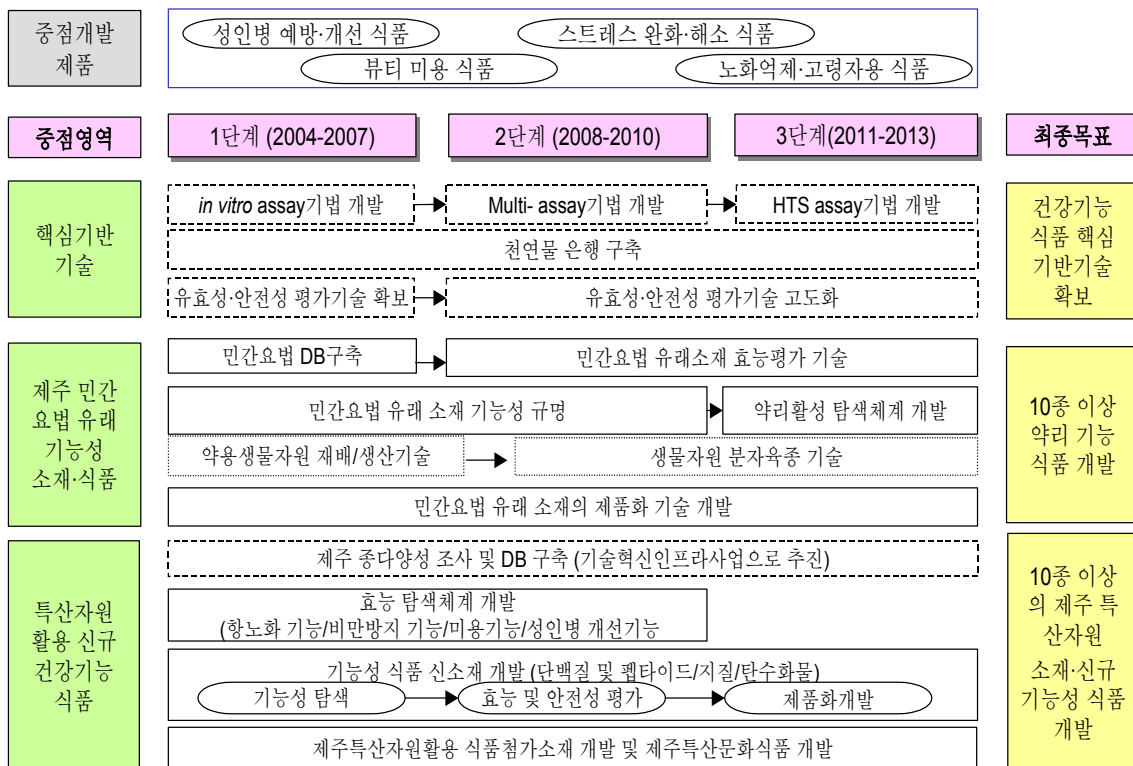 중점개발
제품
성인병 예방·개선 식품
스트레스 완화·해소 식품
뷰티 미용 식품
노화억제·고령자용 식품
중점영역
1단계 (2004-2007)
2단계 (2008-2010)
3단계(2011-2013)
최종목표
핵심기반
기술
in vitro assay기법 개발
Multi- assay기법 개발
HTS assay기법 개발
천연물 은행 구축
유효성·안전성 평가기술 확보
유효성·안전성 평가기술 고도화
건강기능
식품 핵심
기반기술
확보
제주 민간
요법 유래
기능성
소재·식품
민간요법 DB구축
민간요법 유래소재 효능평가 기술
민간요법 유래 소재 기능성 규명
약리활성 탐색체계 개발
약용생물자원 재배/생산기술
생물자원 분자육종 기술
민간요법 유래 소재의 제품화 기술 개발
10종 이상
약리 기능
식품 개발
특산자원
활용 신규
건강기능
식품
제주 종다양성 조사 및 DB 구축 (기술혁신인프라사업으로 추진)
효능 탐색체계 개발
(항노화 기능/비만방지 기능/미용기능/성인병 개선기능
기능성 식품 신소재 개발 (단백질 및 펩타이드/지질/탄수화물)
기능성 탐색
효능 및 안전성 평가
제품화개발
제주특산자원활용 식품첨가소재 개발 및 제주특산문화식품 개발
10종 이상
의 제주 특
산자원
소재·신규
기능성 식품
개발